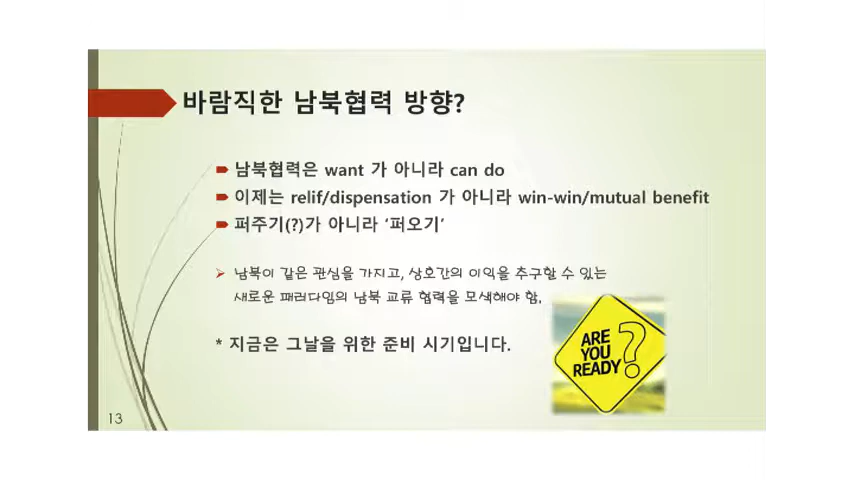 바람직한 남북협력 방향?
남북협력은 want 가 아니라 can do
이제는 relif/dispensation 가 아니라 win-win/mutual benefit
퍼주기(?)가 아니라 ‘퍼오기’
남북이 같은 관심을 가지고, 상호간의 이익을 추구할 수 있는
새로운 패러다임의 남북 교류 협력을 모색해야 함.
* 지금은 그날을 위한 준비 시기입니다.
ARE
YOU
READY
?
13